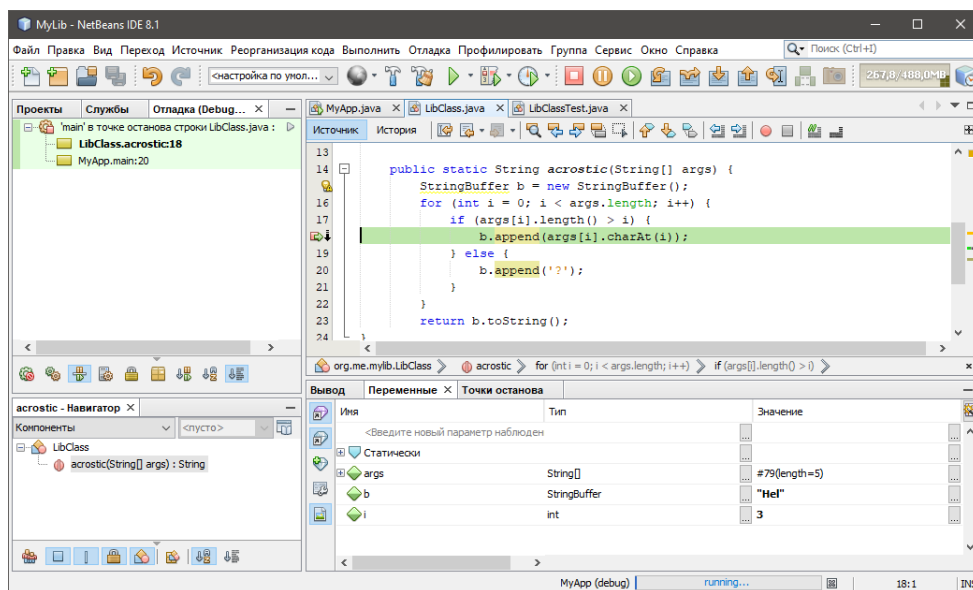 MyLib - NetBeans IDE 8.1
Файл Правка Вид Переход Источник Реорганизация кода Выполнить Отладка Профилировать Группа Сервис Окно Справка
Поиск (Ctrl+I)
<настройка по умол...
267,8/488,0MB
Проекты Службы Отладка (Debug...
'main' в точке останова строки LibClass.java :
LibClass.acrostic:18
MyApp.main:20
MyApp.java LibClass.java LibClassTest.java
Источник История
13
14 public static String acrostic(String[] args) {
StringBuffer b = new StringBuffer();
16 for (int i = 0; i < args.length; i++) {
17 if (args[i].length() > i) {
b.append(args[i].charAt(i));
19 } else {
20 b.append('?');
21 }
22 }
23 return b.toString();
24 }
org.me.mylib.LibClass acrostic for (int i = 0; i < args.length; i++) if (args[i].length() > i)
acrostic - Навигатор
Компоненты <пусто>
LibClass
acrostic(String[] args) : String
Вывод Переменные Точки останова
Имя Тип Значение
<Введите новый параметр наблюден
Статически
args String[] #79(length=5)
b StringBuffer "Hel"
i int 3
MyApp (debug) running... 18:1 INS